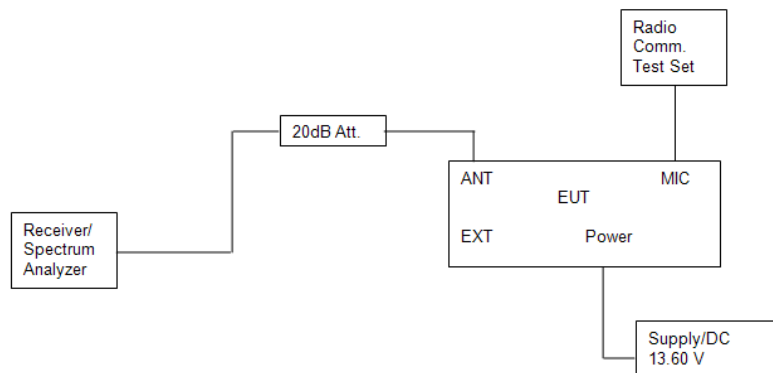 Radio
Comm.
Test Set
20dB Att.
ANT
MIC
EUT
EXT
Power
Receiver/
Spectrum
Analyzer
Supply/DC
13.60 V